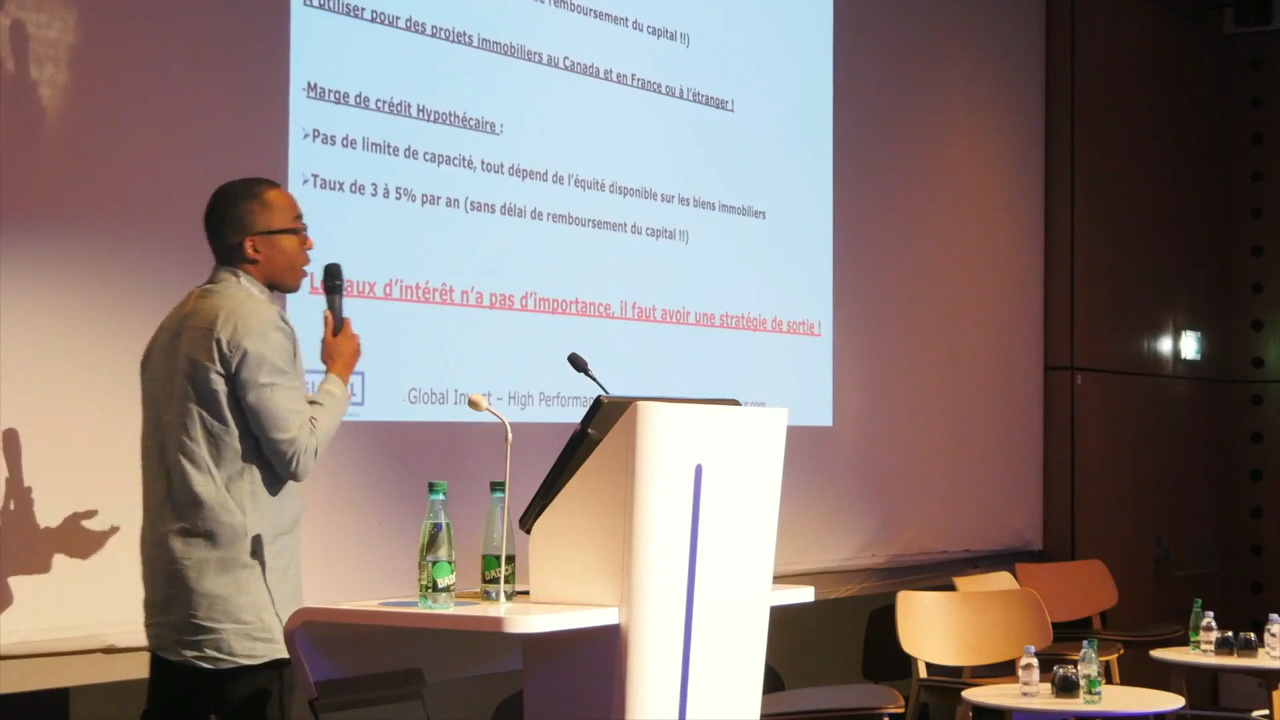 remboursement du capital !!)
A utiliser pour des projets immobiliers au Canada et en France ou à l'étranger !
-Marge de crédit Hypothécaire :
➢Pas de limite de capacité, tout dépend de l'équité disponible sur les biens immobiliers
➢Taux de 3 à 5% par an (sans délai de remboursement du capital !!)
d'intérêt n'a pas d'importance, il faut avoir une stratégie de sortie !
Global – High